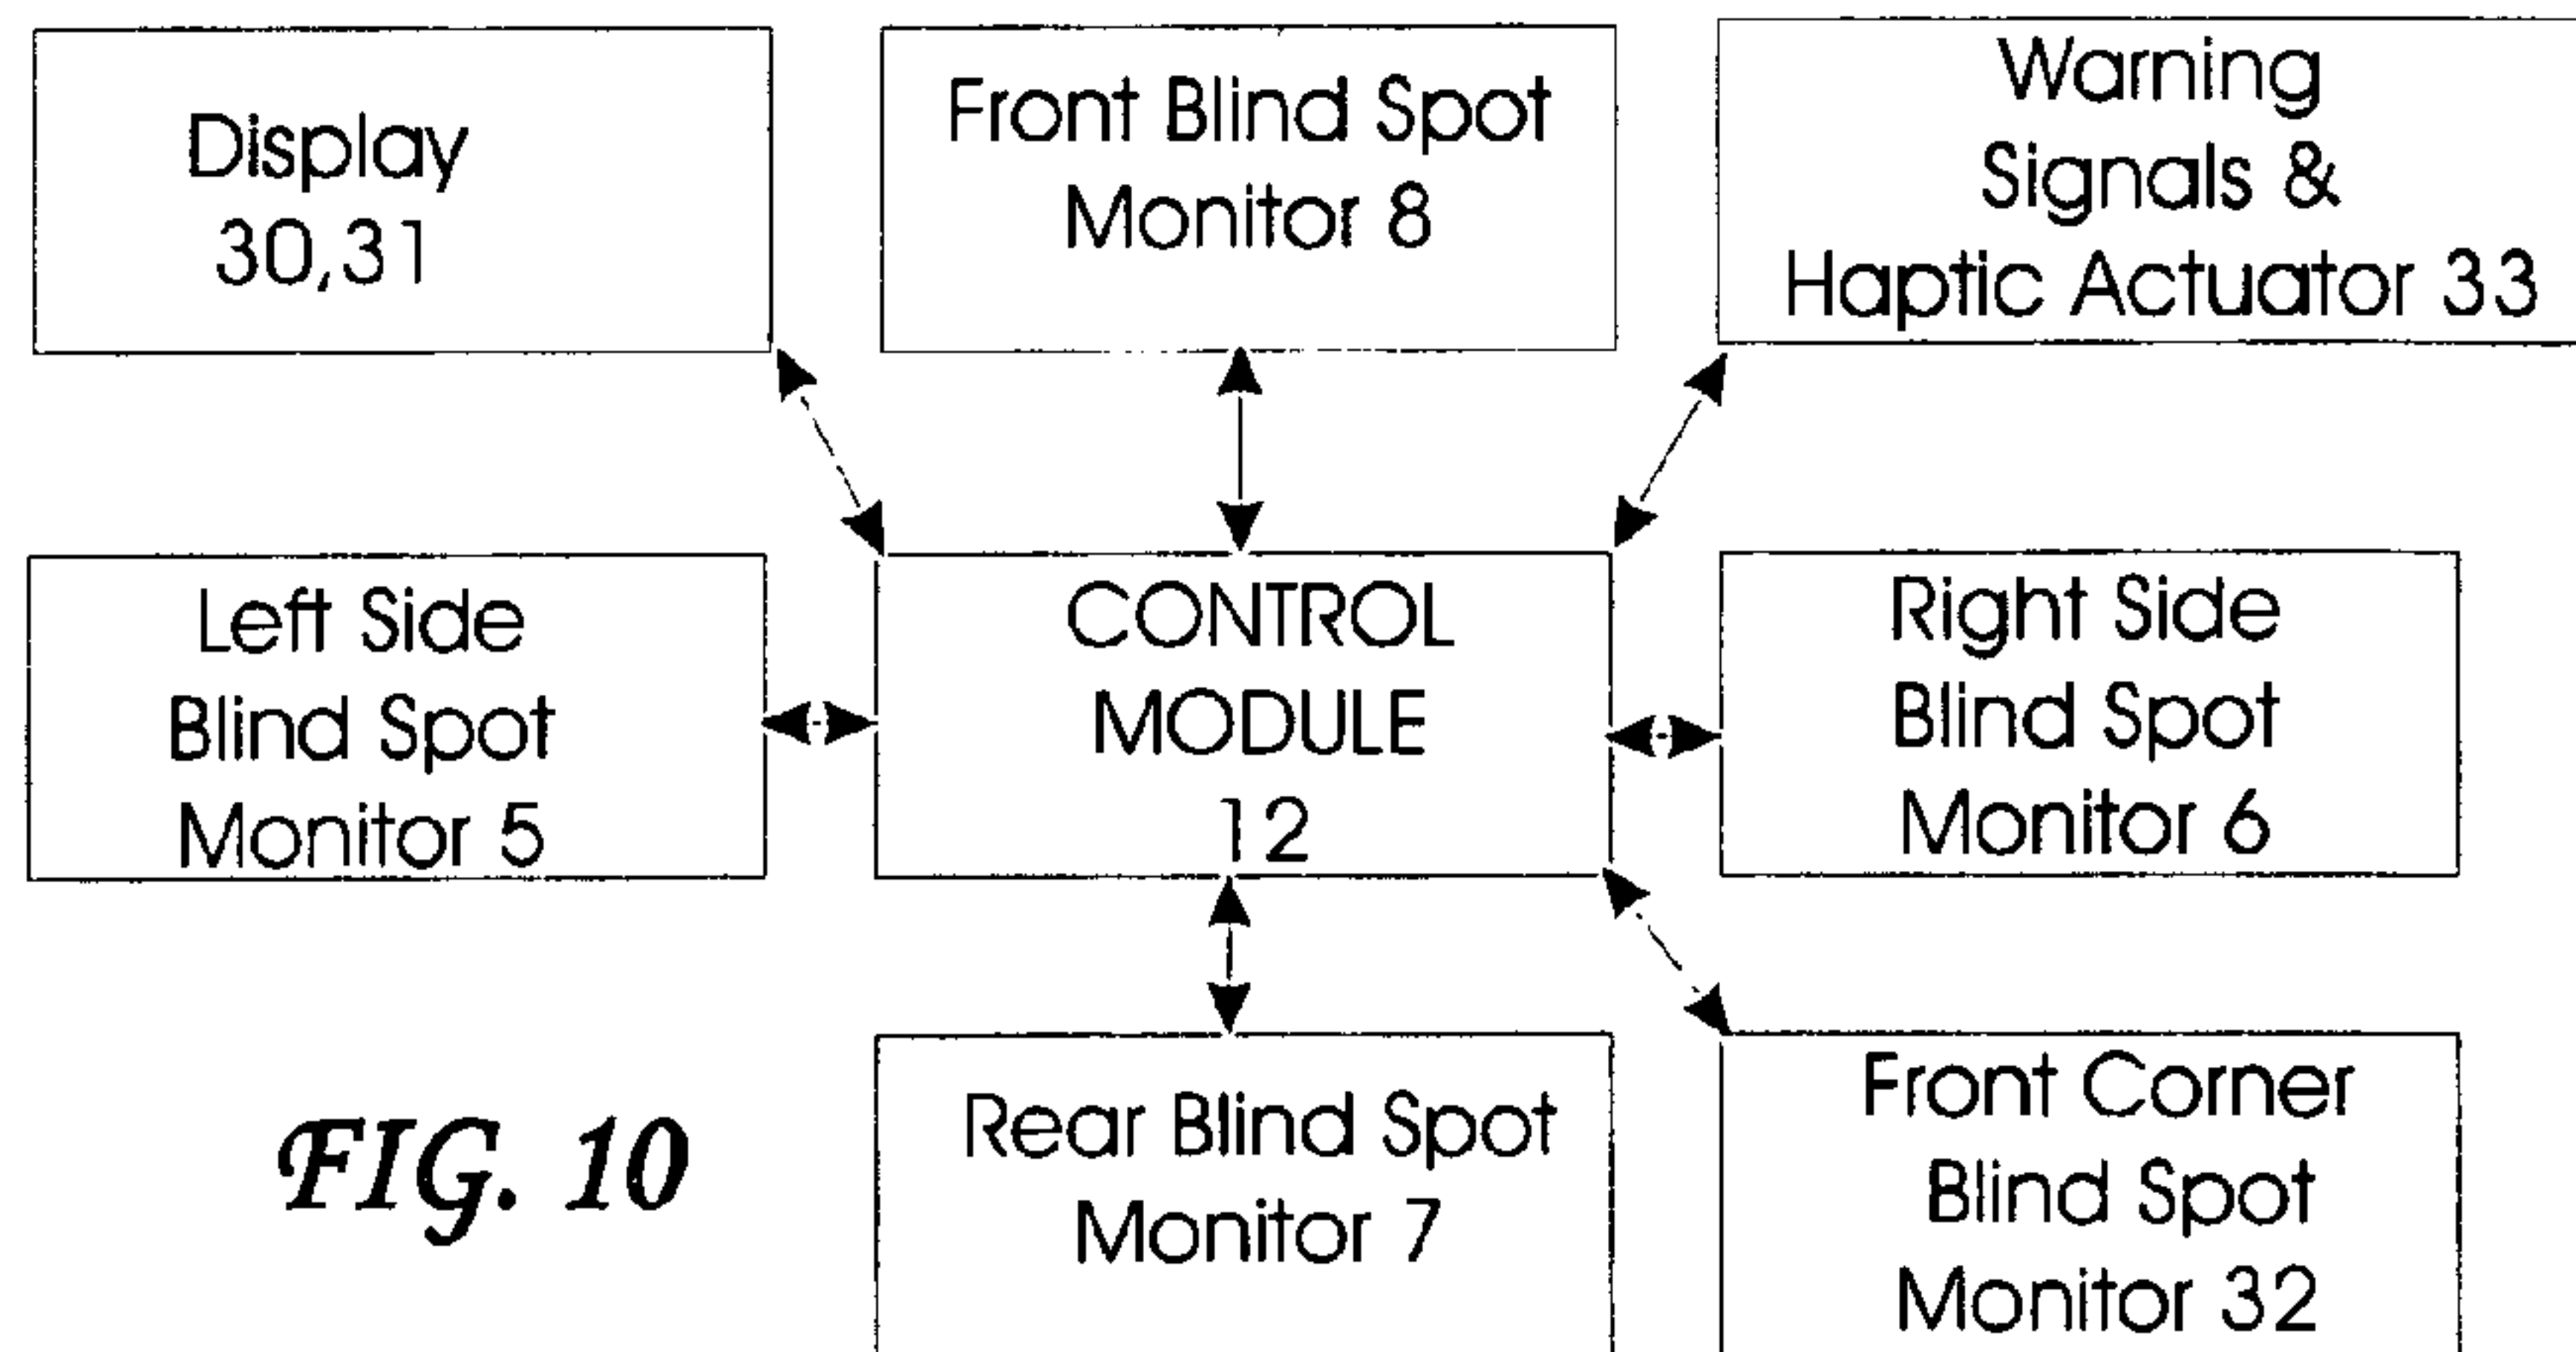 Display
30,31
Front Blind Spot
Monitor 8
Warning
Signals &
Haptic Actuator 33
Left Side
Blind Spot
Monitor 5
CONTROL
MODULE
12
Right Side
Blind Spot
Monitor 6
FIG. 10
Rear Blind Spot
Monitor 7
Front Corner
Blind Spot
Monitor 32